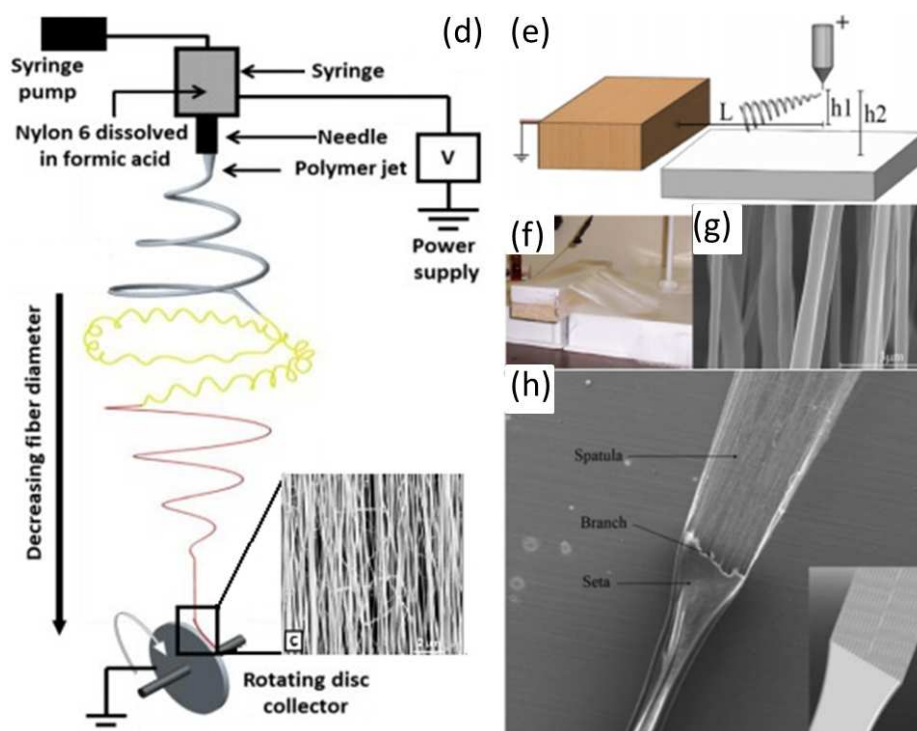 (d)
Syringe
pump
Syringe
Nylon 6 dissolved
in formic acid
Needle
Polymer jet
V
Power
supply
Decreasing fiber diameter
C
Rotating disc
collector
(e)
+
L
h1
h2
(f)
(g)
(h)
Spatula
Branch
Seta